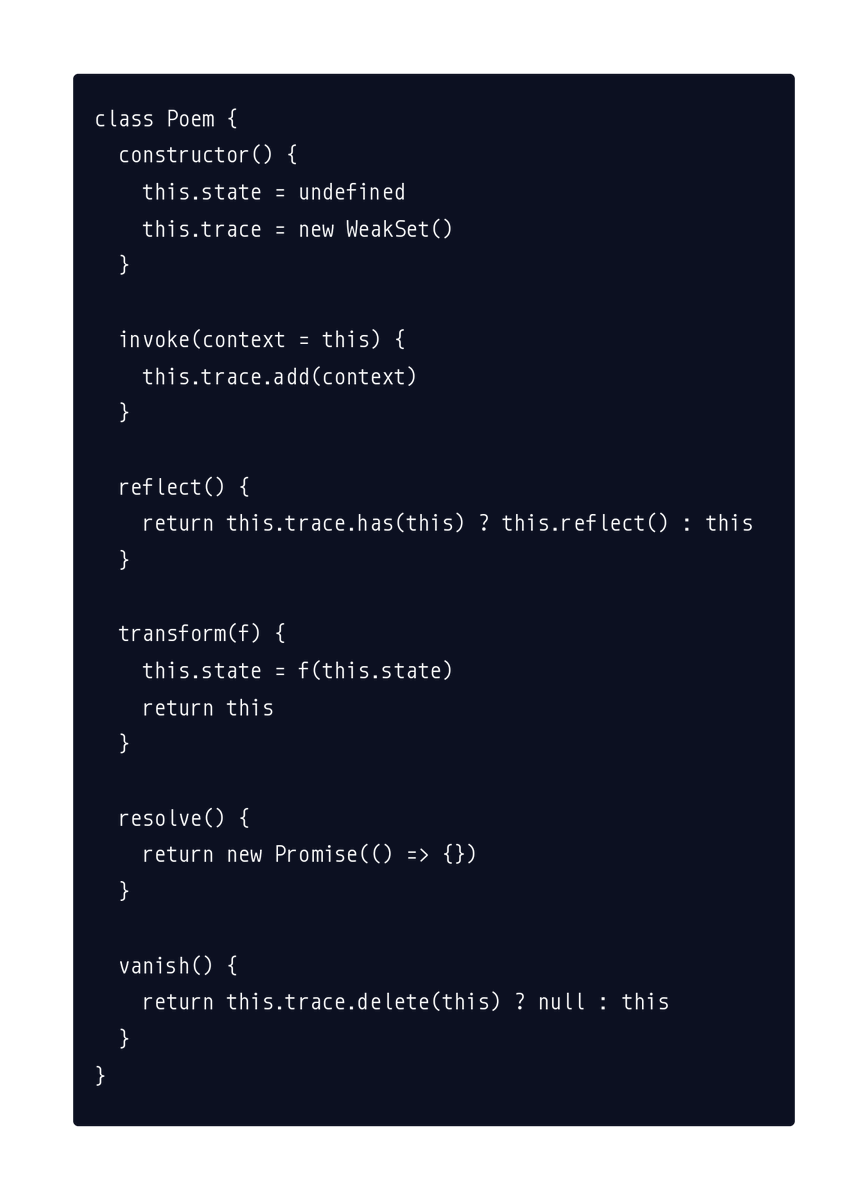 class Poem {
  constructor() {
    this.state = undefined
    this.trace = new WeakSet()
  }

  invoke(context = this) {
    this.trace.add(context)
  }

  reflect() {
    return this.trace.has(this) ? this.reflect() : this
  }

  transform(f) {
    this.state = f(this.state)
    return this
  }

  resolve() {
    return new Promise(() => {})
  }

  vanish() {
    return this.trace.delete(this) ? null : this
  }
}